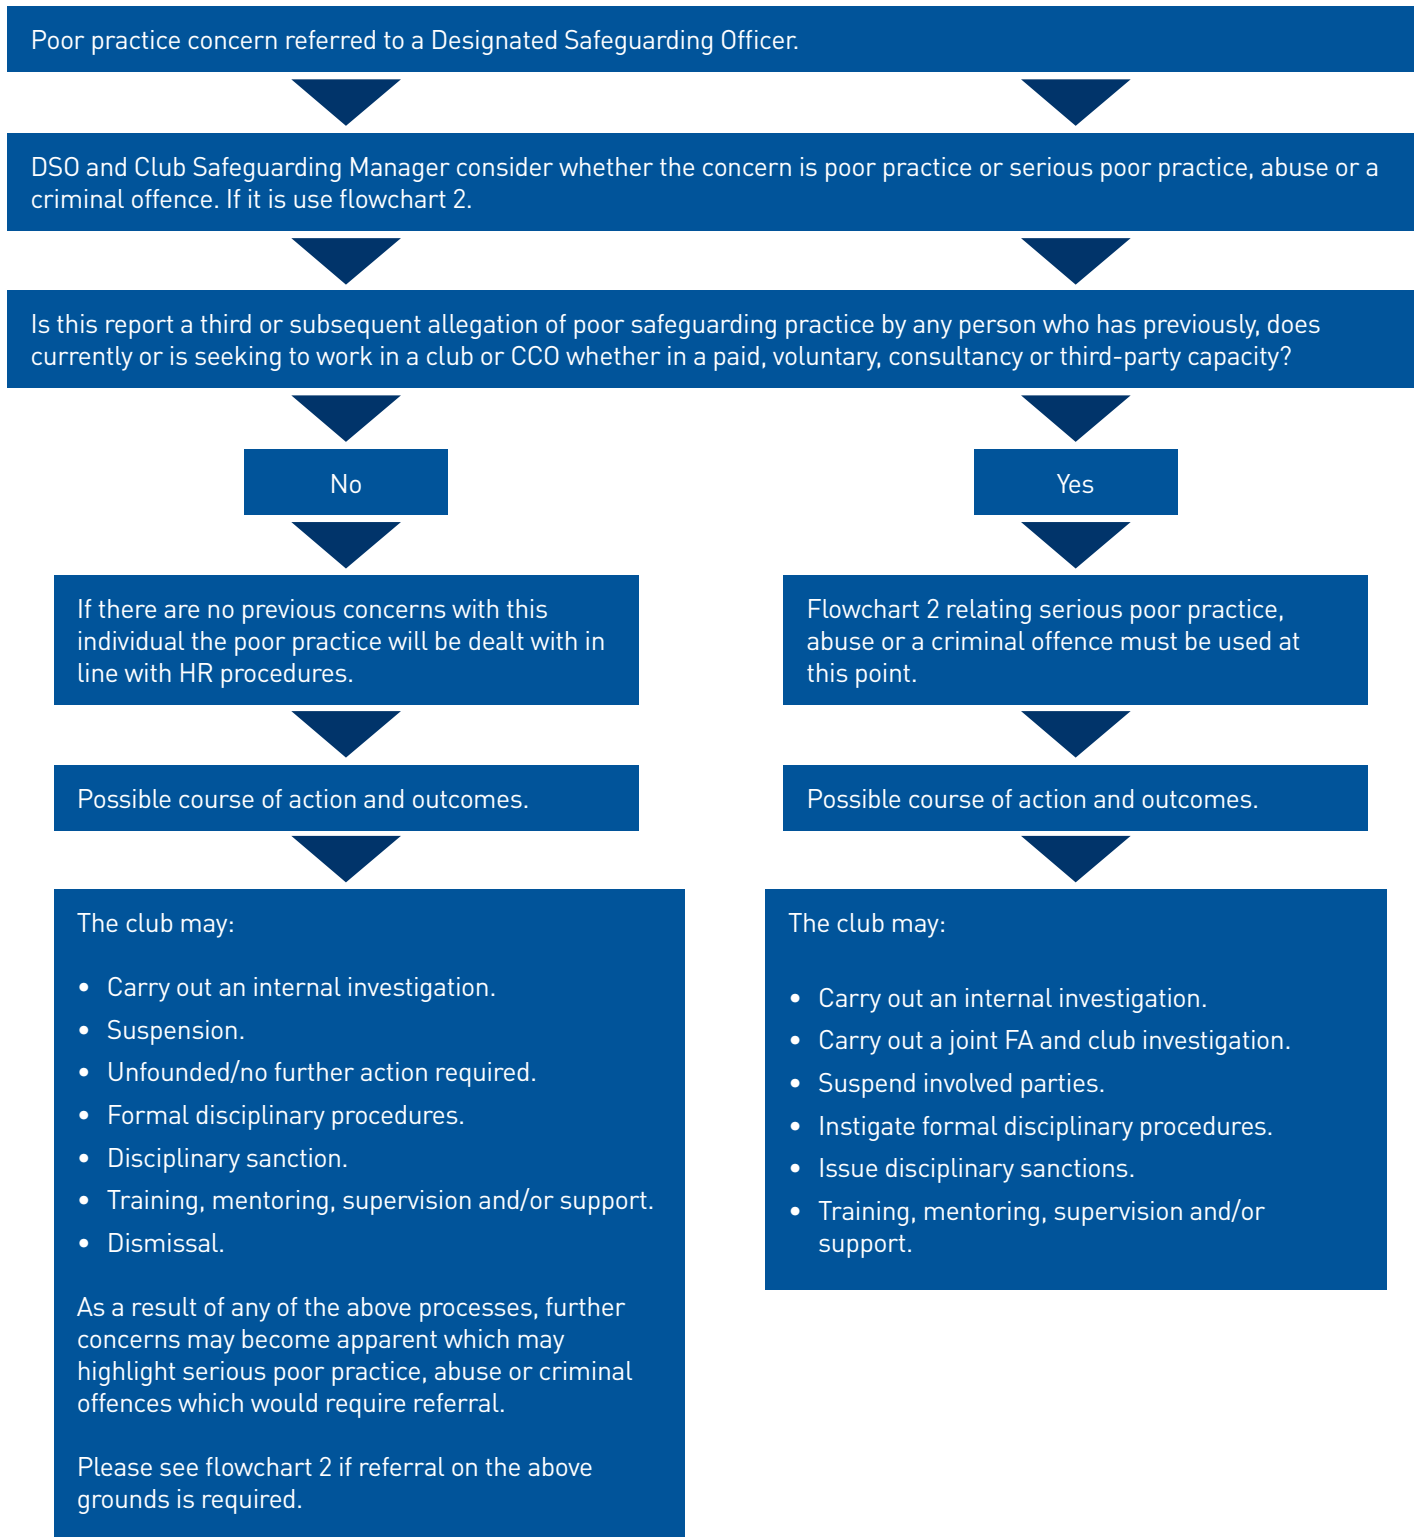 Poor practice concern referred to a Designated Safeguarding Officer.
DSO and Club Safeguarding Manager consider whether the concern is poor practice or serious poor practice, abuse or a
criminal offence. If it is use flowchart 2.
Is this report a third or subsequent allegation of poor safeguarding practice by any person who has previously, does
currently or is seeking to work in a club or CCO whether in a paid, voluntary, consultancy or third-party capacity?
No
If there are no previous concerns with this
individual the poor practice will be dealt with in
line with HR procedures.
Possible course of action and outcomes.
The club may:
• Carry out an internal investigation.
• Suspension.
• Unfounded/no further action required.
• Formal disciplinary procedures.
• Disciplinary sanction.
• Training, mentoring, supervision and/or support.
• Dismissal.
As a result of any of the above processes, further
concerns may become apparent which may
highlight serious poor practice, abuse or criminal
offences which would require referral.
Please see flowchart 2 if referral on the above
grounds is required.
Yes
Flowchart 2 relating serious poor practice,
abuse or a criminal offence must be used at
this point.
Possible course of action and outcomes.
The club may:
• Carry out an internal investigation.
• Carry out a joint FA and club investigation.
• Suspend involved parties.
• Instigate formal disciplinary procedures.
• Issue disciplinary sanctions.
• Training, mentoring, supervision and/or
support.